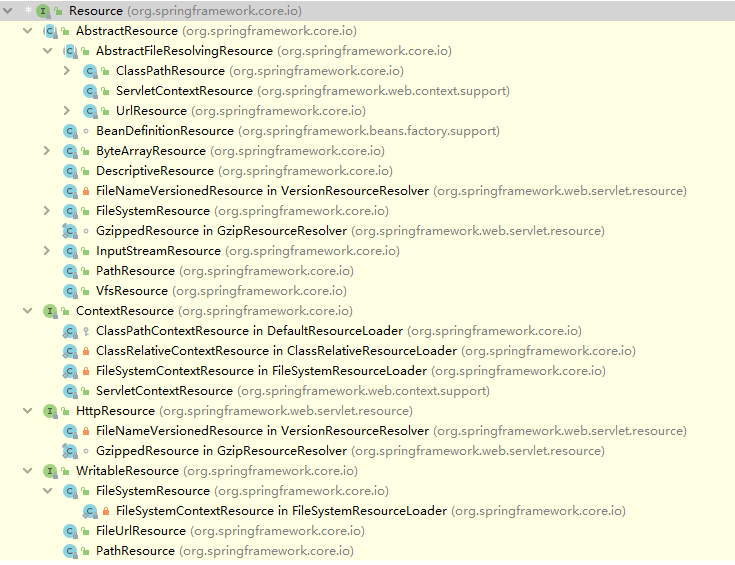 Resource (org.springframework.core.io)
AbstractResource (org.springframework.core.io)
AbstractFileResolvingResource (org.springframework.core.io)
ClassPathResource (org.springframework.core.io)
ServletContextResource (org.springframework.web.context.support)
UrlResource (org.springframework.core.io)
BeanDefinitionResource (org.springframework.beans.factory.support)
ByteArrayResource (org.springframework.core.io)
DescriptiveResource (org.springframework.core.io)
FileNameVersionedResource in VersionResourceResolver (org.springframework.web.servlet.resource)
FileSystemResource (org.springframework.core.io)
GzippedResource in GzipResourceResolver (org.springframework.web.servlet.resource)
InputStreamResource (org.springframework.core.io)
PathResource (org.springframework.core.io)
VfsResource (org.springframework.core.io)
ContextResource (org.springframework.core.io)
ClassPathContextResource in DefaultResourceLoader (org.springframework.core.io)
ClassRelativeContextResource in ClassRelativeResourceLoader (org.springframework.core.io)
FileSystemContextResource in FileSystemResourceLoader (org.springframework.core.io)
ServletContextResource (org.springframework.web.context.support)
HttpResource (org.springframework.web.servlet.resource)
FileNameVersionedResource in VersionResourceResolver (org.springframework.web.servlet.resource)
GzippedResource in GzipResourceResolver (org.springframework.web.servlet.resource)
WritableResource (org.springframework.core.io)
FileSystemResource (org.springframework.core.io)
FileSystemContextResource in FileSystemResourceLoader (org.springframework.core.io)
FileUrlResource (org.springframework.core.io)
PathResource (org.springframework.core.io)